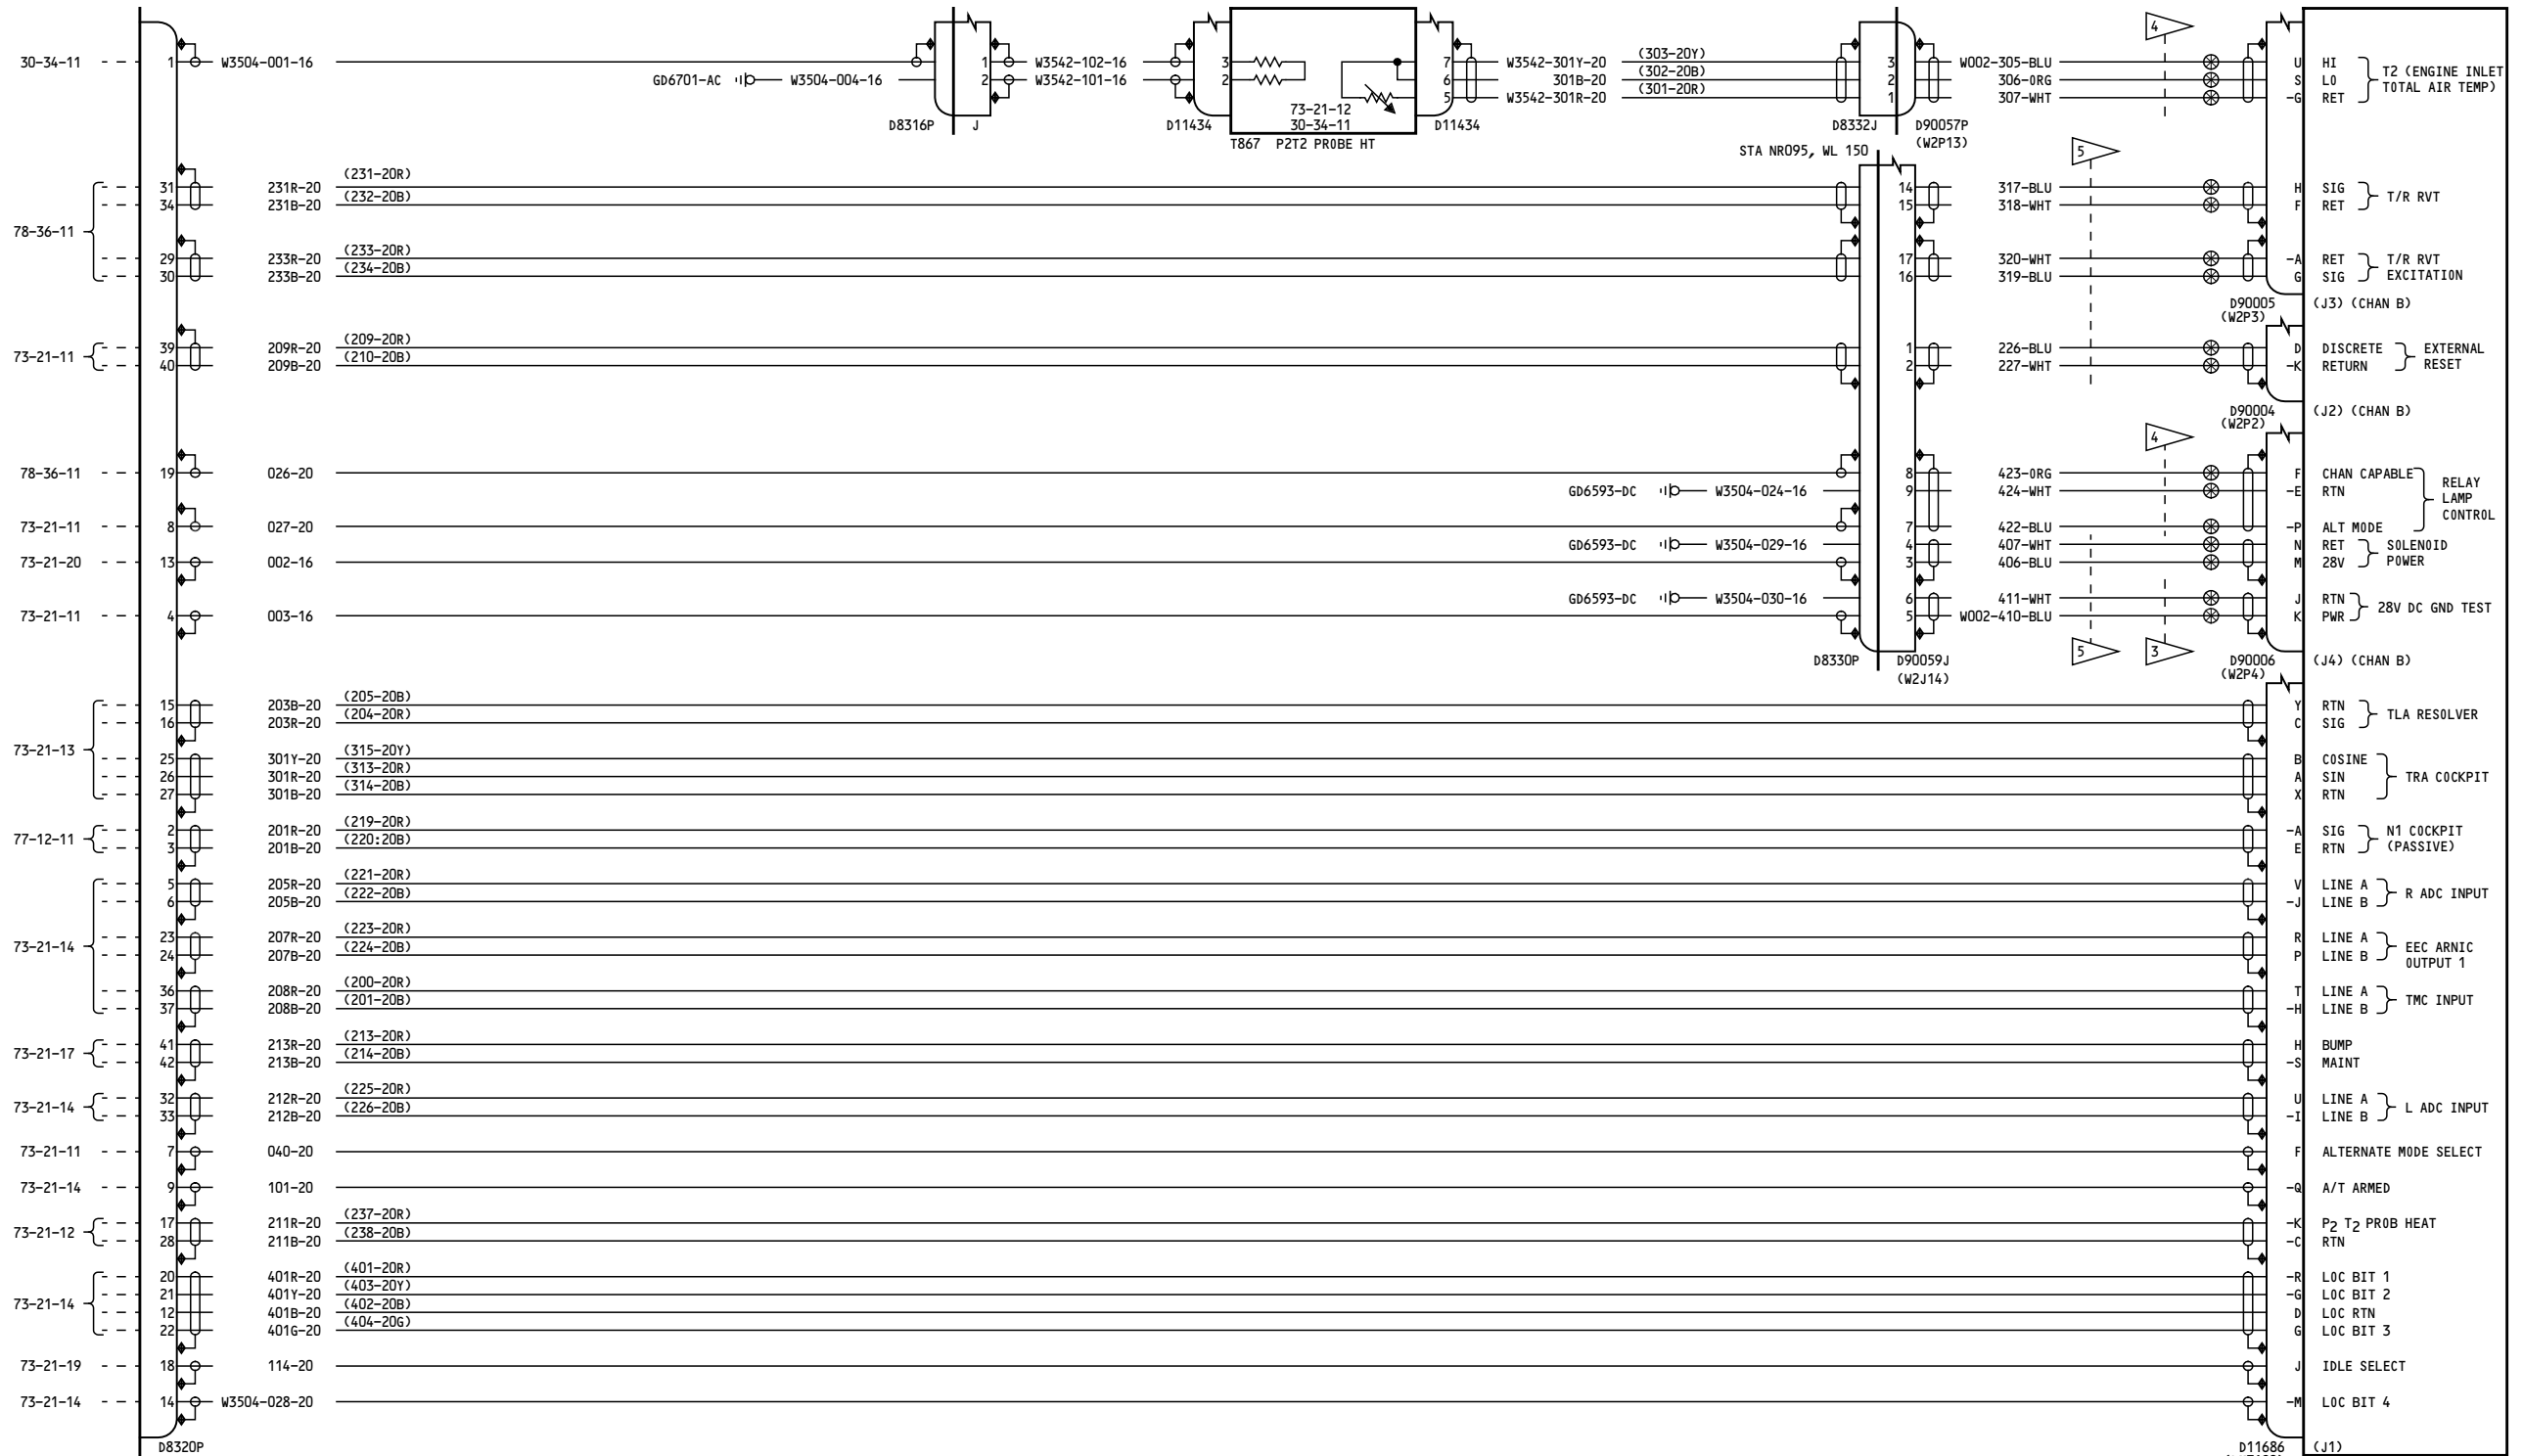 30-34-11 1 W3504-001-16 1 W3542-102-16 3 7 W3542-301Y-20 (303-20Y) 3 W002-305-BLU 4 U HI T2 (ENGINE INLET
GD6701-AC W3504-004-16 2 W3542-101-16 2 6 301B-20 (302-20B) 2 306-ORG S LO TOTAL AIR TEMP)
5 W3542-301R-20 (301-20R) 1 307-WHT -G RET
73-21-12
30-34-11
D8316P J D11434 D11434 D8332J D90057P
T867 P2T2 PROBE HT (W2P13)
STA NRO95, WL 150 5
78-36-11
31 231R-20 (231-20R) 14 317-BLU H SIG T/R RVT
34 231B-20 (232-20B) 15 318-WHT F RET
29 233R-20 (233-20R) 17 320-WHT -A RET T/R RVT
30 233B-20 (234-20B) 16 319-BLU G SIG EXCITATION
D90005 (J3) (CHAN B)
(W2P3)
73-21-11
39 209R-20 (209-20R) 1 226-BLU D DISCRETE EXTERNAL
40 209B-20 (210-20B) 2 227-WHT -K RETURN RESET
D90004 (J2) (CHAN B)
(W2P2)
4
78-36-11 19 026-20 8 423-ORG F CHAN CAPABLE RELAY
GD6593-DC W3504-024-16 9 424-WHT -E RTN LAMP
73-21-11 8 027-20 7 422-BLU -P ALT MODE CONTROL
GD6593-DC W3504-029-16 4 407-WHT N RET SOLENOID
73-21-20 13 002-16 3 406-BLU M 28V POWER
GD6593-DC W3504-030-16 6 411-WHT J RTN 28V DC GND TEST
73-21-11 4 003-16 5 W002-410-BLU K PWR
5 3
D8330P D90059J D90006 (J4) (CHAN B)
(W2J14) (W2P4)
73-21-13
15 203B-20 (205-20B) Y RTN TLA RESOLVER
16 203R-20 (204-20R) C SIG
25 301Y-20 (315-20Y) B COSINE
26 301R-20 (313-20R) A SIN TRA COCKPIT
27 301B-20 (314-20B) X RTN
77-12-11
2 201R-20 (219-20R) -A SIG N1 COCKPIT
3 201B-20 (220:20B) E RTN (PASSIVE)
73-21-14
5 205R-20 (221-20R) V LINE A R ADC INPUT
6 205B-20 (222-20B) -J LINE B
23 207R-20 (223-20R) R LINE A EEC ARNIC
24 207B-20 (224-20B) P LINE B OUTPUT 1
36 208R-20 (200-20R) T LINE A TMC INPUT
37 208B-20 (201-20B) -H LINE B
73-21-17
41 213R-20 (213-20R) H BUMP
42 213B-20 (214-20B) -S MAINT
73-21-14
32 212R-20 (225-20R) U LINE A L ADC INPUT
33 212B-20 (226-20B) -I LINE B
73-21-11 7 040-20 F ALTERNATE MODE SELECT
73-21-14 9 101-20 -Q A/T ARMED
73-21-12
17 211R-20 (237-20R) -K P2 T2 PROB HEAT
28 211B-20 (238-20B) -C RTN
73-21-14
20 401R-20 (401-20R) -R LOC BIT 1
21 401Y-20 (403-20Y) -G LOC BIT 2
12 401B-20 (402-20B) D LOC RTN
22 401G-20 (404-20G) G LOC BIT 3
73-21-19 18 114-20 J IDLE SELECT
73-21-14 14 W3504-028-20 -M LOC BIT 4
D8320P D11686 (J1)